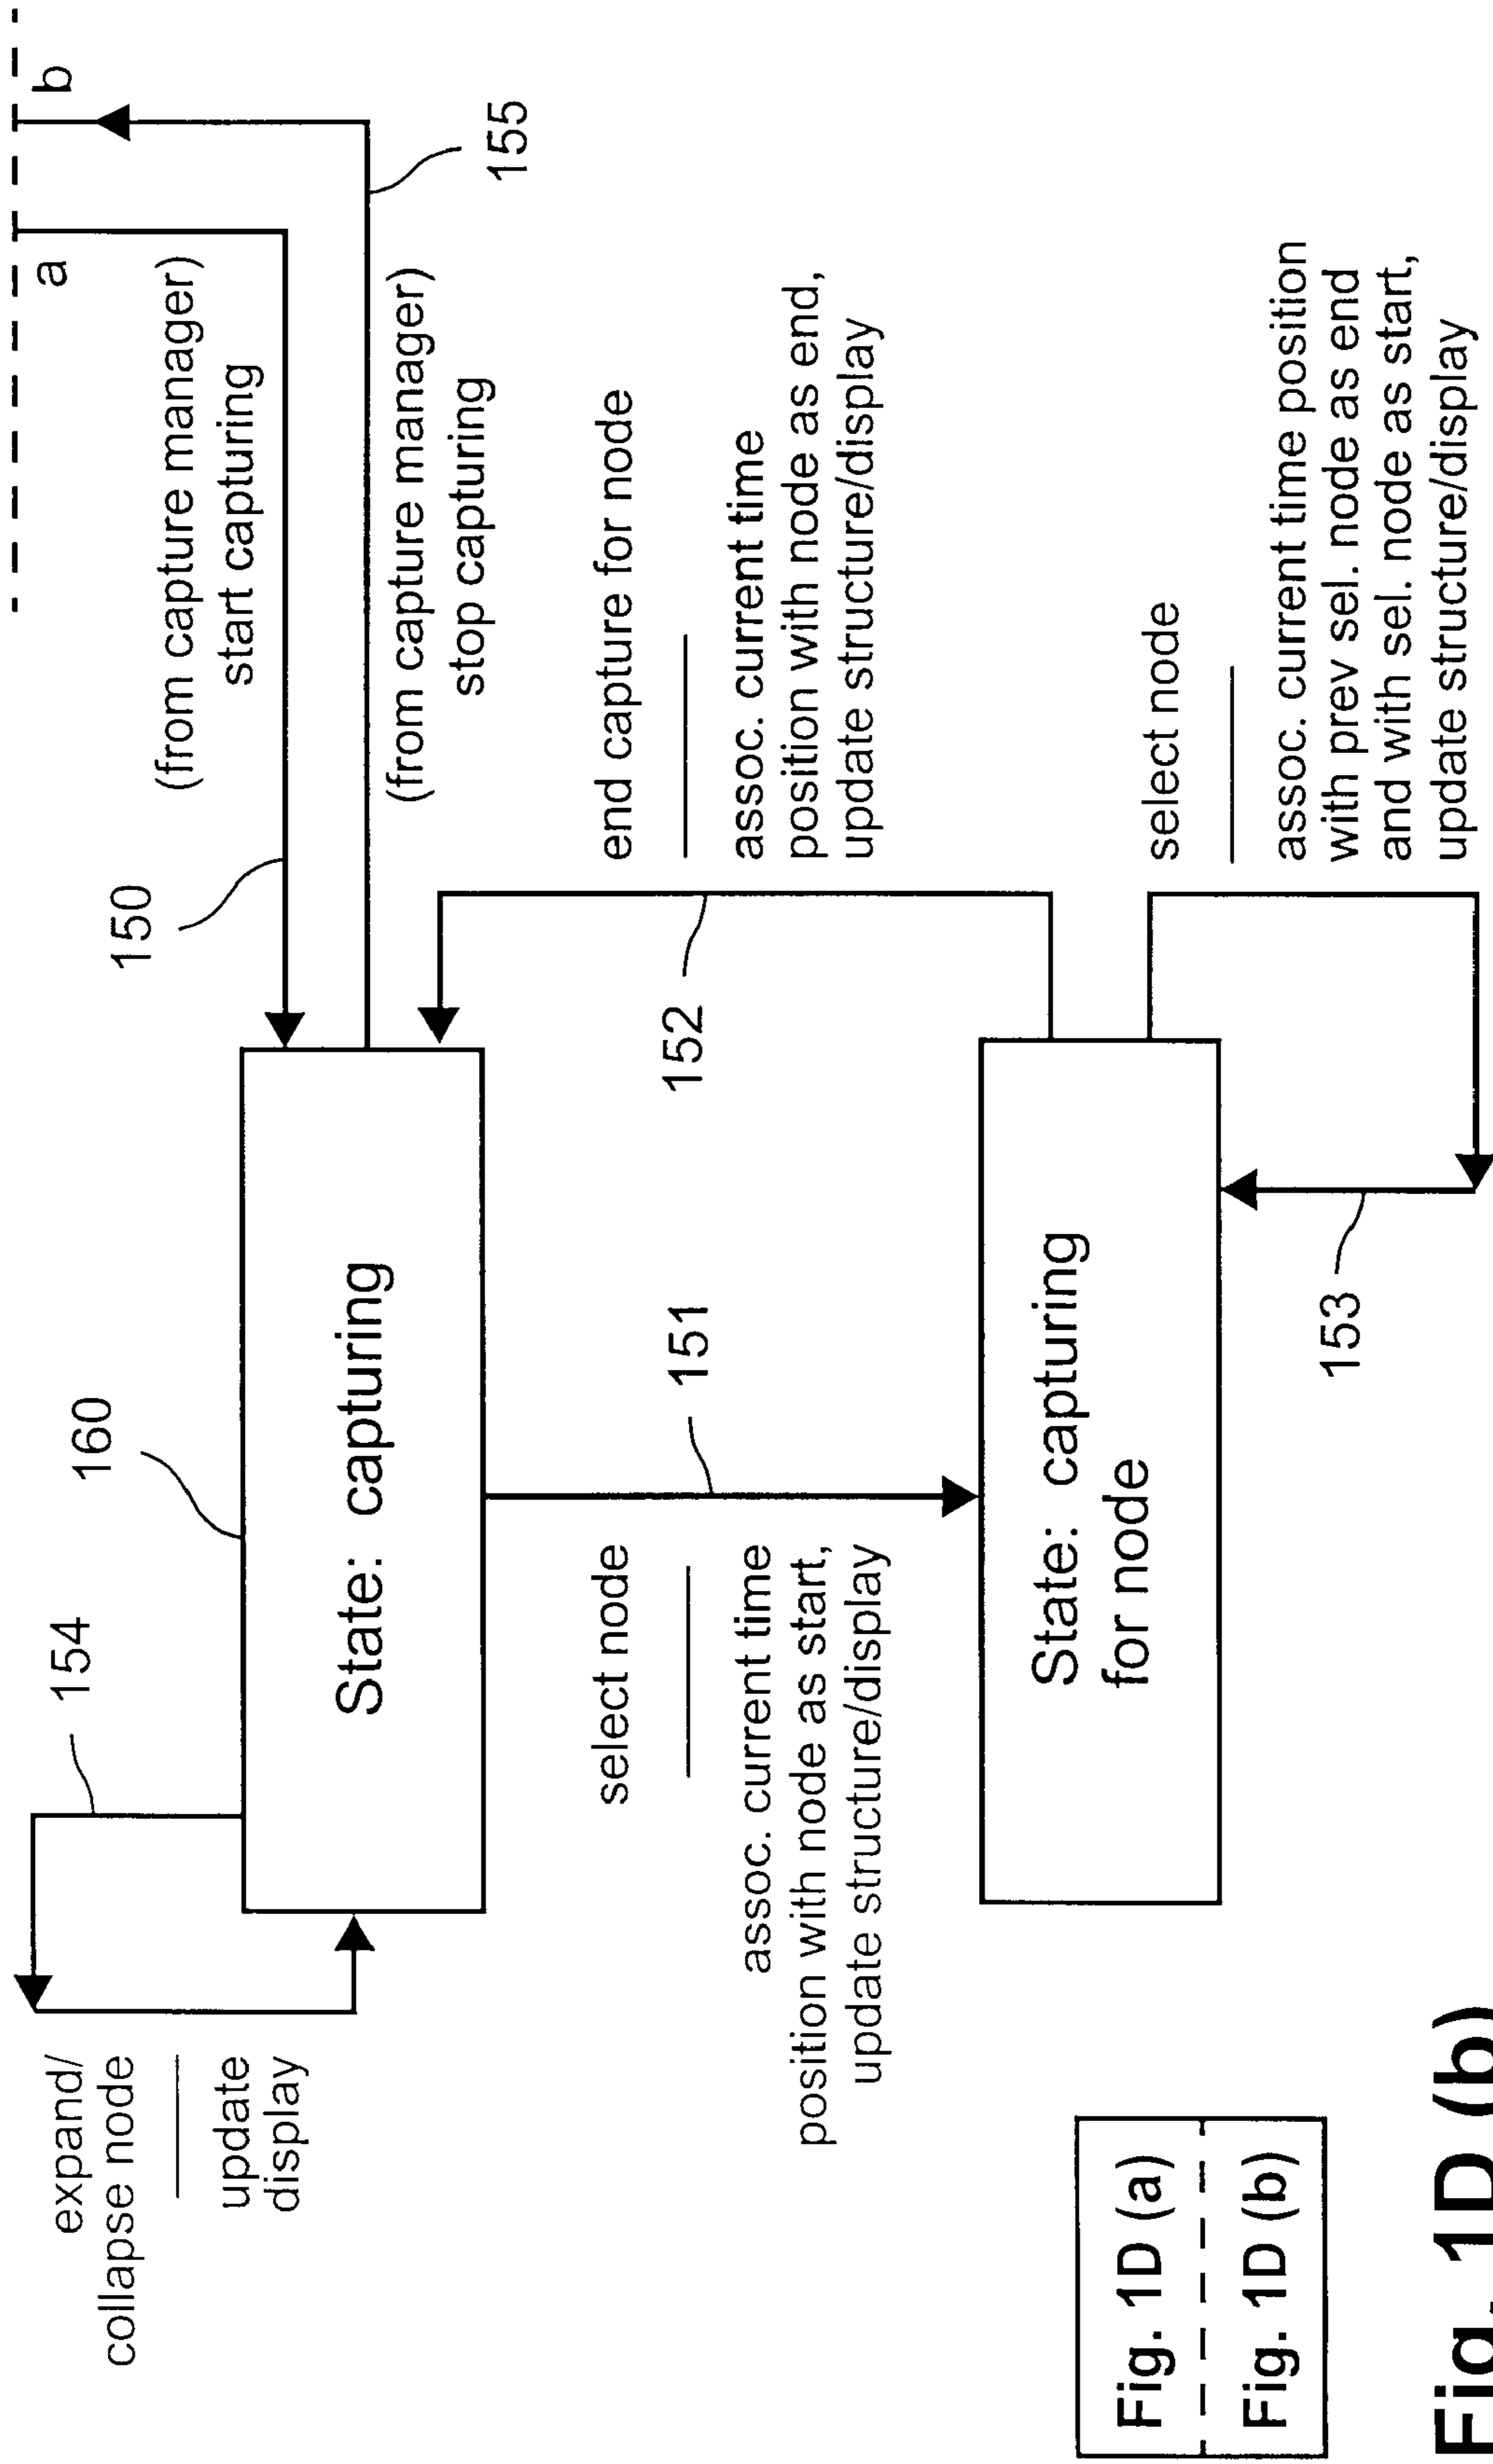 b
a
155
(from capture manager)
start capturing
150
(from capture manager)
stop capturing
160
154
expand/
collapse node
update
display
State: capturing
end capture for node
assoc. current time
position with node as end,
update structure/display
152
151
select node
assoc. current time
position with node as start,
update structure/display
State: capturing
for node
select node
assoc. current time position
with prev sel. node as end
and with sel. node as start,
update structure/display
153
Fig. 1D (a)
Fig. 1D (b)
Fig. 1D (b)